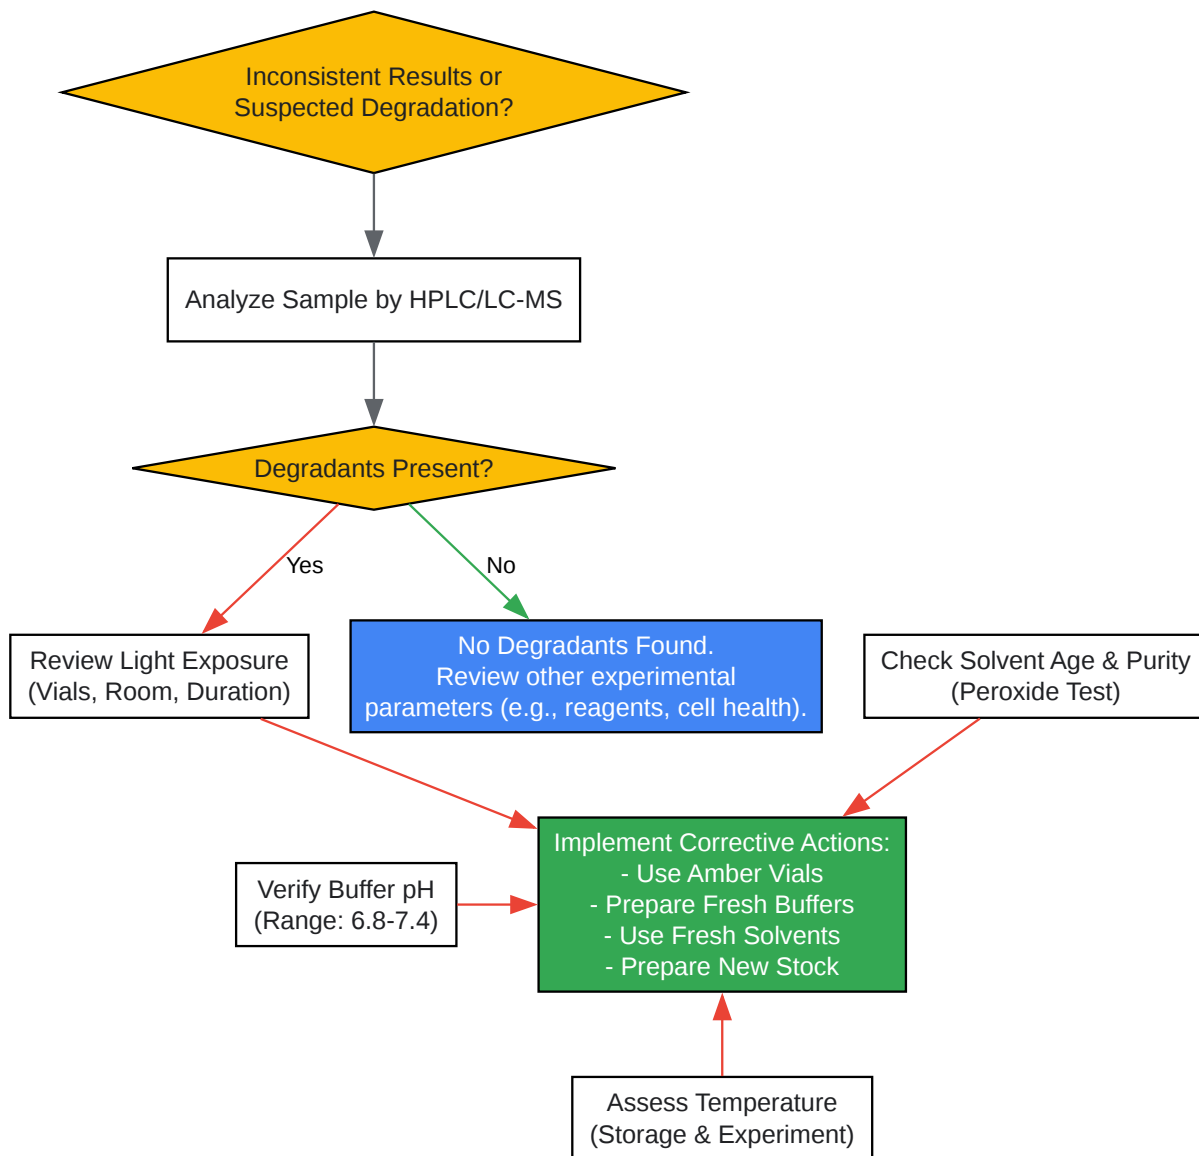 Inconsistent Results or
Suspected Degradation?
Analyze Sample by HPLC/LC-MS
Degradants Present?
Yes
No
Review Light Exposure
(Vials, Room, Duration)
No Degradants Found.
Review other experimental
parameters (e.g., reagents, cell health).
Check Solvent Age & Purity
(Peroxide Test)
Implement Corrective Actions:
- Use Amber Vials
- Prepare Fresh Buffers
- Use Fresh Solvents
- Prepare New Stock
Verify Buffer pH
(Range: 6.8-7.4)
Assess Temperature
(Storage & Experiment)